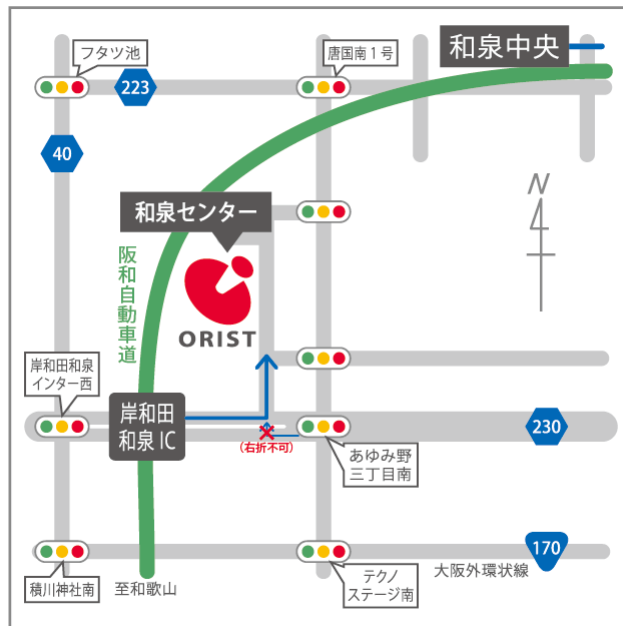 フタツ池
唐国南1号
和泉中央
223
40
N
和泉センター
阪和自動車道
ORIST
岸和田和泉
インター西
岸和田
和泉IC
(右折不可)
あゆみ野
三丁目南
230
積川神社南
至和歌山
テクノ
ステージ南
大阪外環状線
170